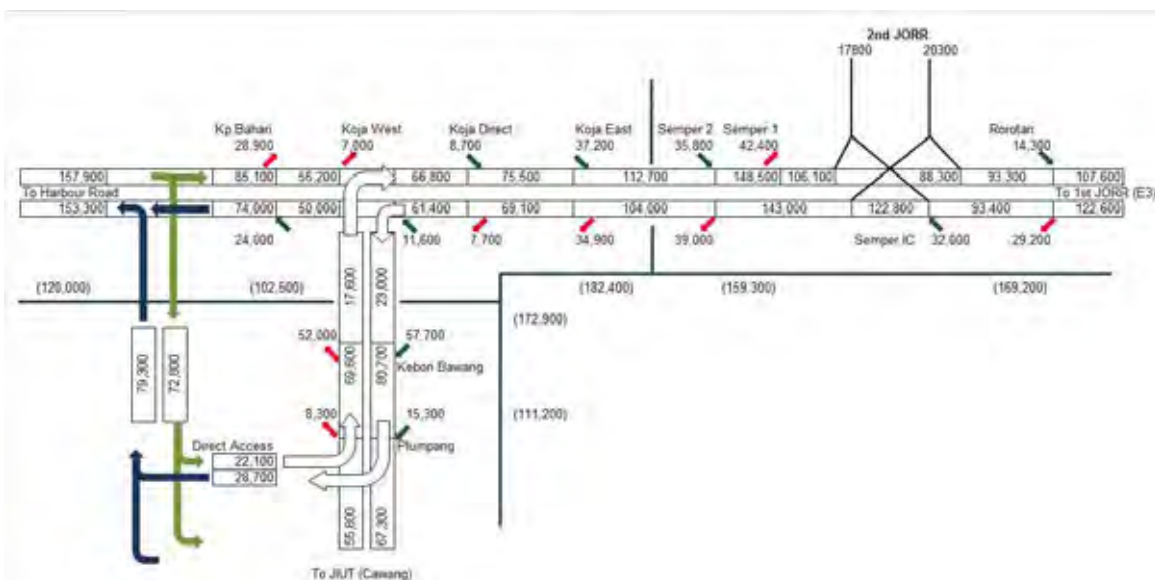 2nd JORR
17800 20300
Kp.Bahari Koja West Koja Direct Koja East Semper 2 Semper 1 Rorotan
28,900 7,000 8,700 37,200 35,800 42,400 14,300
157,900 85,100 55,200 66,800 75,500 112,700 148,500 106,100 88,300 93,300 107,600
To Harbour Road To 1st JORR (E3)
153,300 74,000 50,000 61,400 69,100 104,000 143,000 122,800 93,400 122,600
24,000 11,600 7,700 34,900 39,000 Semper IC 32,600 29,200
17,600 23,000
(120,000) (102,500) (182,400) (159,300) (169,200)
(172,900)
52,000 57,700
79,300 72,800 69,600 80,700 Kebon Bawang
8,300 15,300 (111,200)
Direct Access Plumpang
22,100
28,700
55,800 67,300
To JIUT (Cawang)